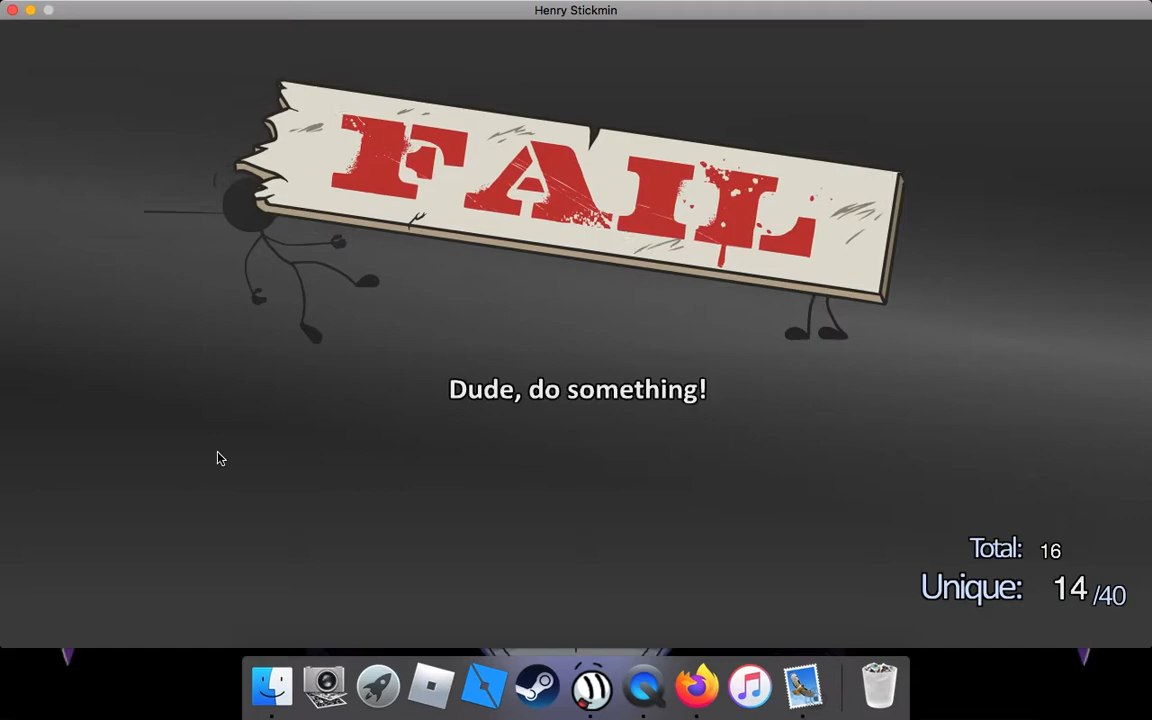 Henry Stickmin
FAIL
Dude, do something!
Total: 16
Unique: 14 /40